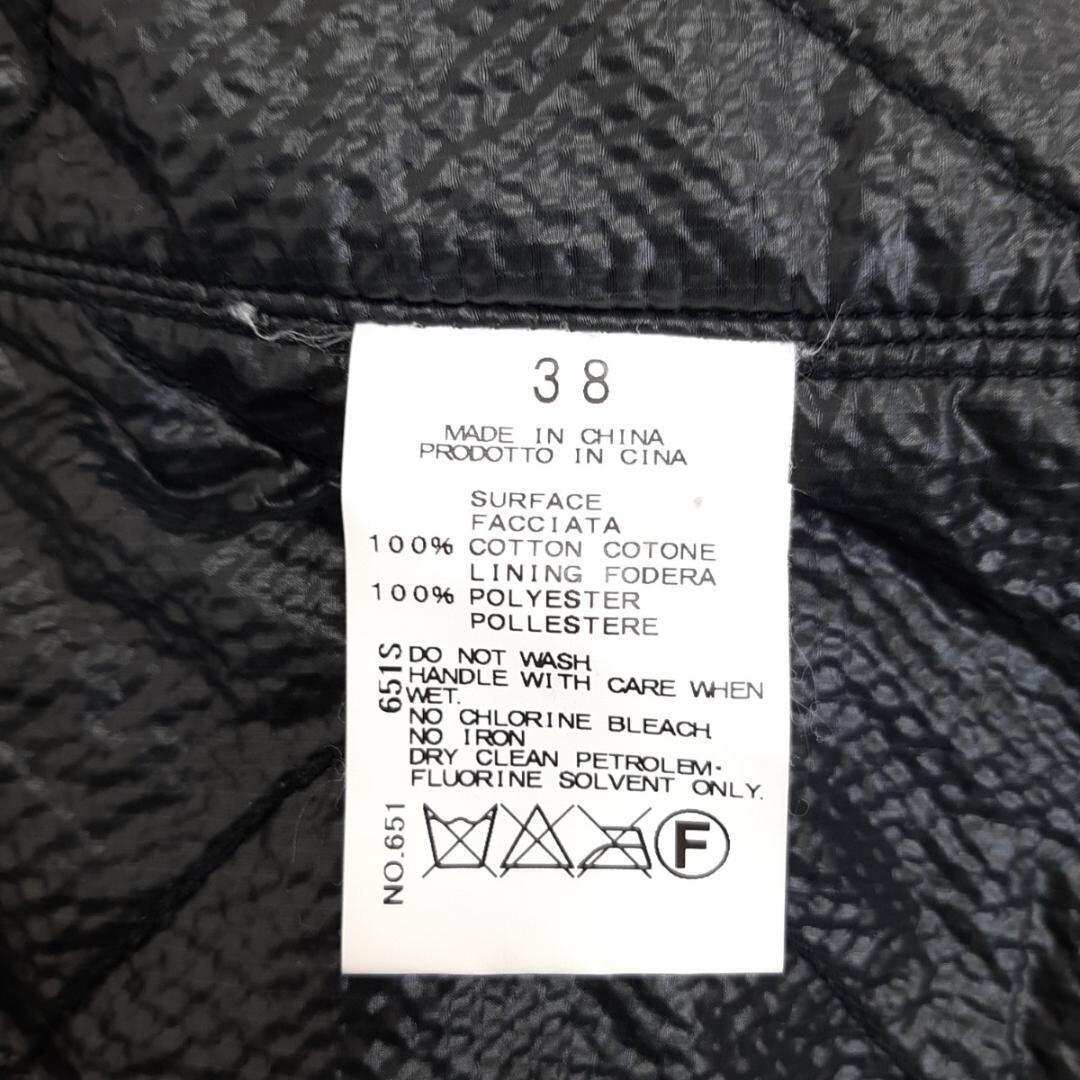 38
MADE IN CHINA
PRODOTTO IN CINA
SURFACE
FACCIATA
100% COTTON COTONE
LINING FODERA
100% POLYESTER
POLLESTERE
651S
DO NOT WASH
HANDLE WITH CARE WHEN
WET.
NO CHLORINE BLEACH
NO IRON
DRY CLEAN PETROLEM·
FLUORINE SOLVENT ONLY.
NO.651
F